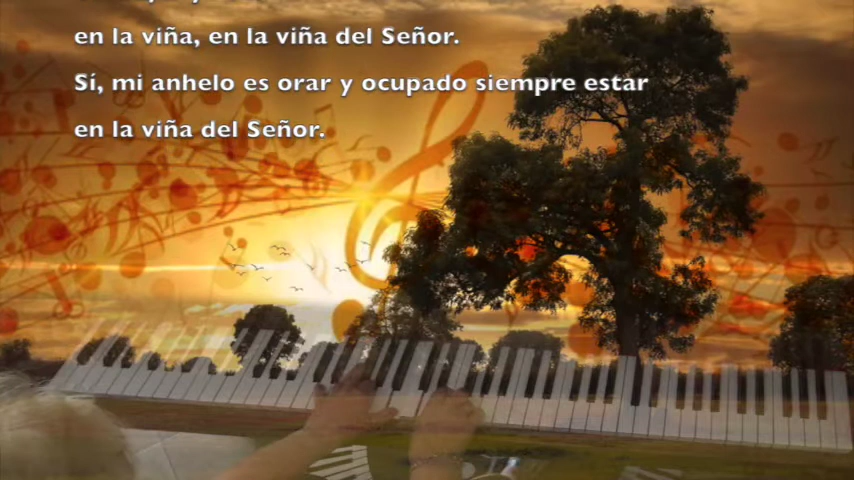 en la viña, en la viña del Señor.
Sí, mi anhelo es orar y ocupado siempre estar
en la viña del Señor.